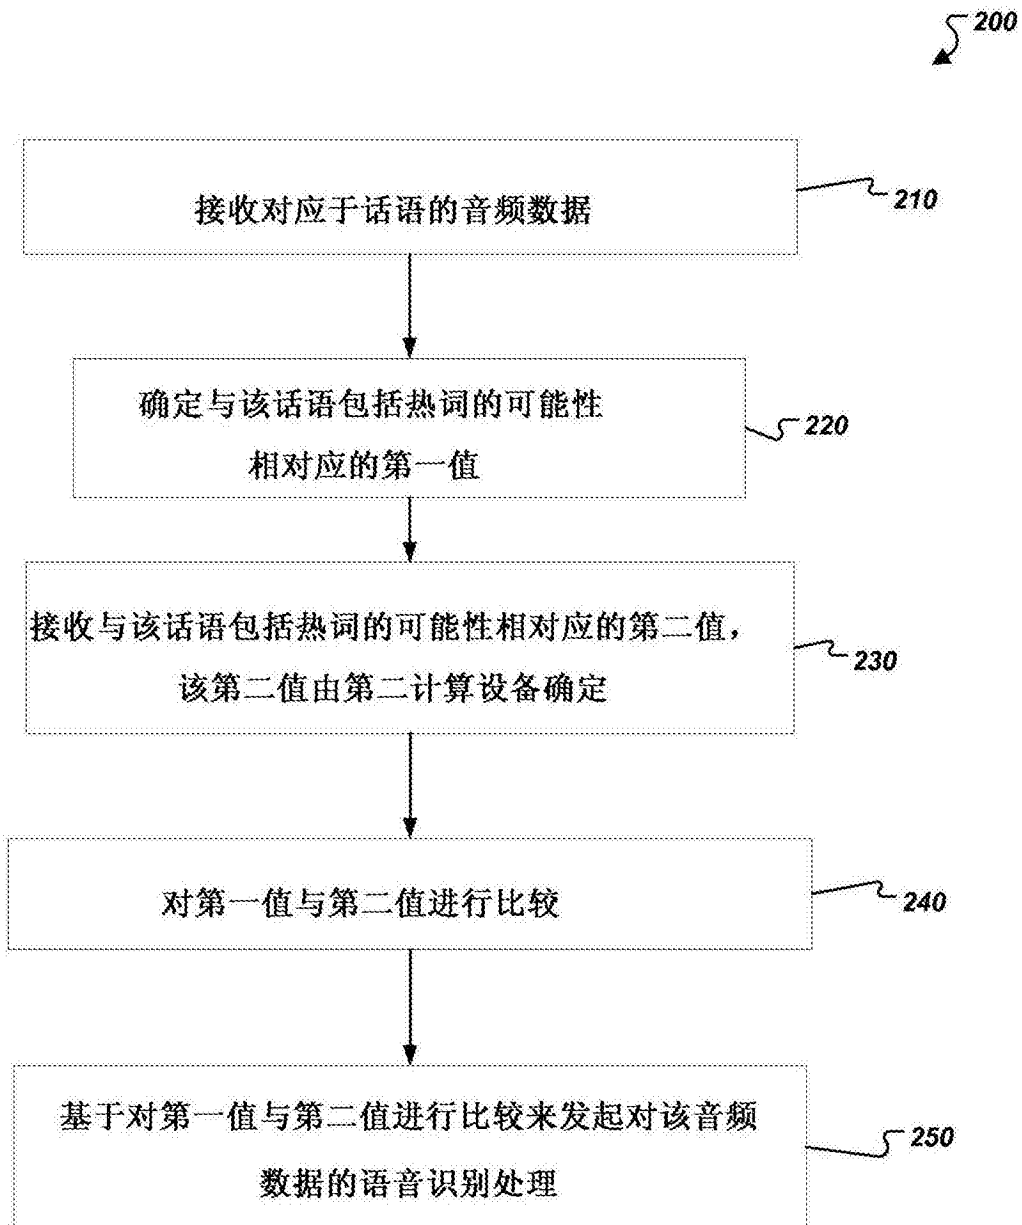 200
接收对应于话语的音频数据
210
确定与该话语包括热词的可能性
相对应的第一值
220
接收与该话语包括热词的可能性相对应的第二值，
该第二值由第二计算设备确定
230
对第一值与第二值进行比较
240
基于对第一值与第二值进行比较来发起对该音频
数据的语音识别处理
250